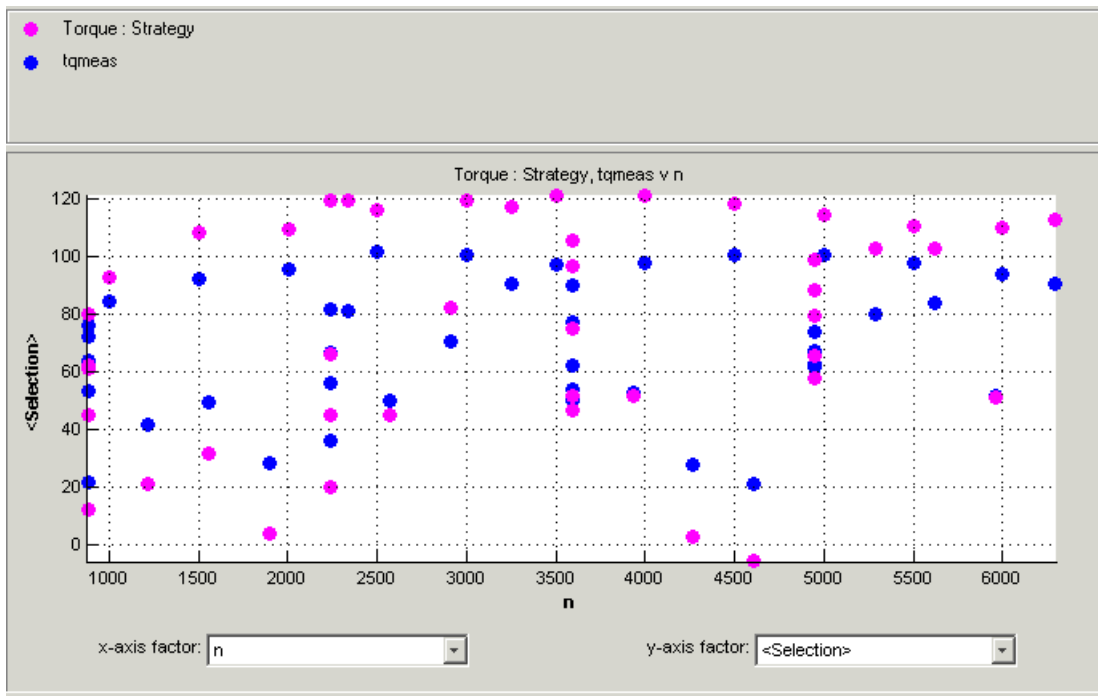 Torque : Strategy
tqmeas
Torque : Strategy, tqmeas v n
120
100
80
60
40
20
0
<Selection>
1000 1500 2000 2500 3000 3500 4000 4500 5000 5500 6000
n
x-axis factor: n y-axis factor: <Selection>